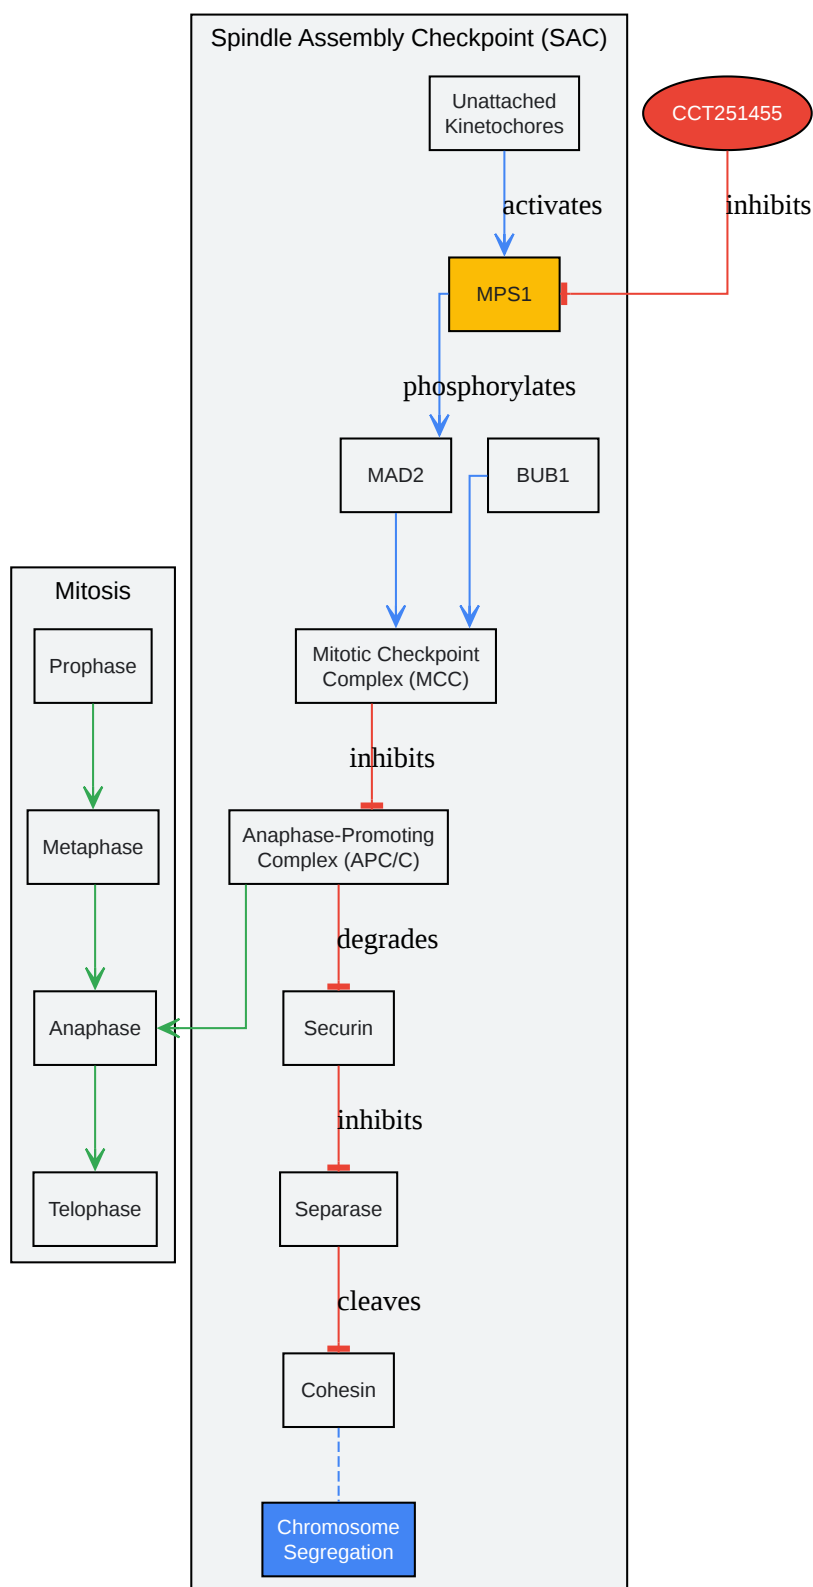 Spindle Assembly Checkpoint (SAC)
Unattached
Kinetochores
CCT251455
activates
inhibits
MPS1
phosphorylates
MAD2
BUB1
Mitosis
Prophase
Mitotic Checkpoint
Complex (MCC)
inhibits
Metaphase
Anaphase-Promoting
Complex (APC/C)
degrades
Anaphase
Securin
inhibits
Telophase
Separase
cleaves
Cohesin
Chromosome
Segregation